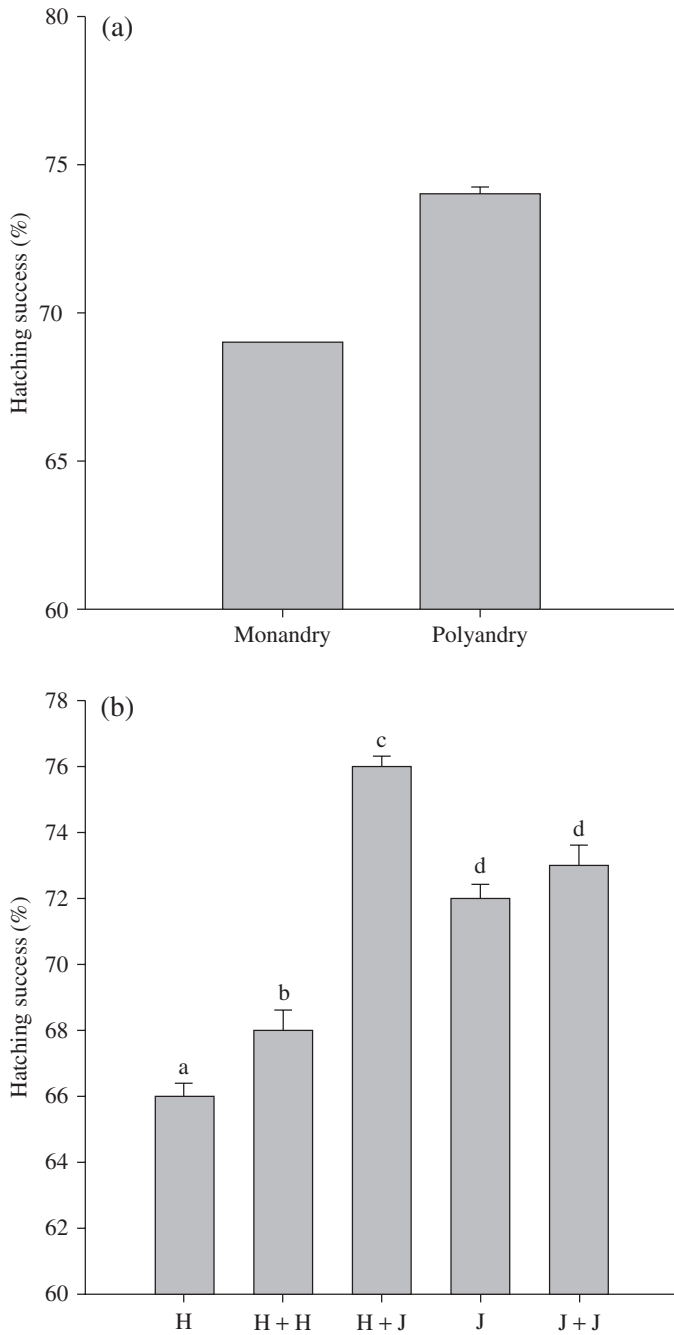 (a)
80
75
70
65
60
Hatching success (%)
Monandry Polyandry
(b)
78
76
74
72
70
68
66
64
62
60
Hatching success (%)
a b c d d
H H + H H + J J J + J